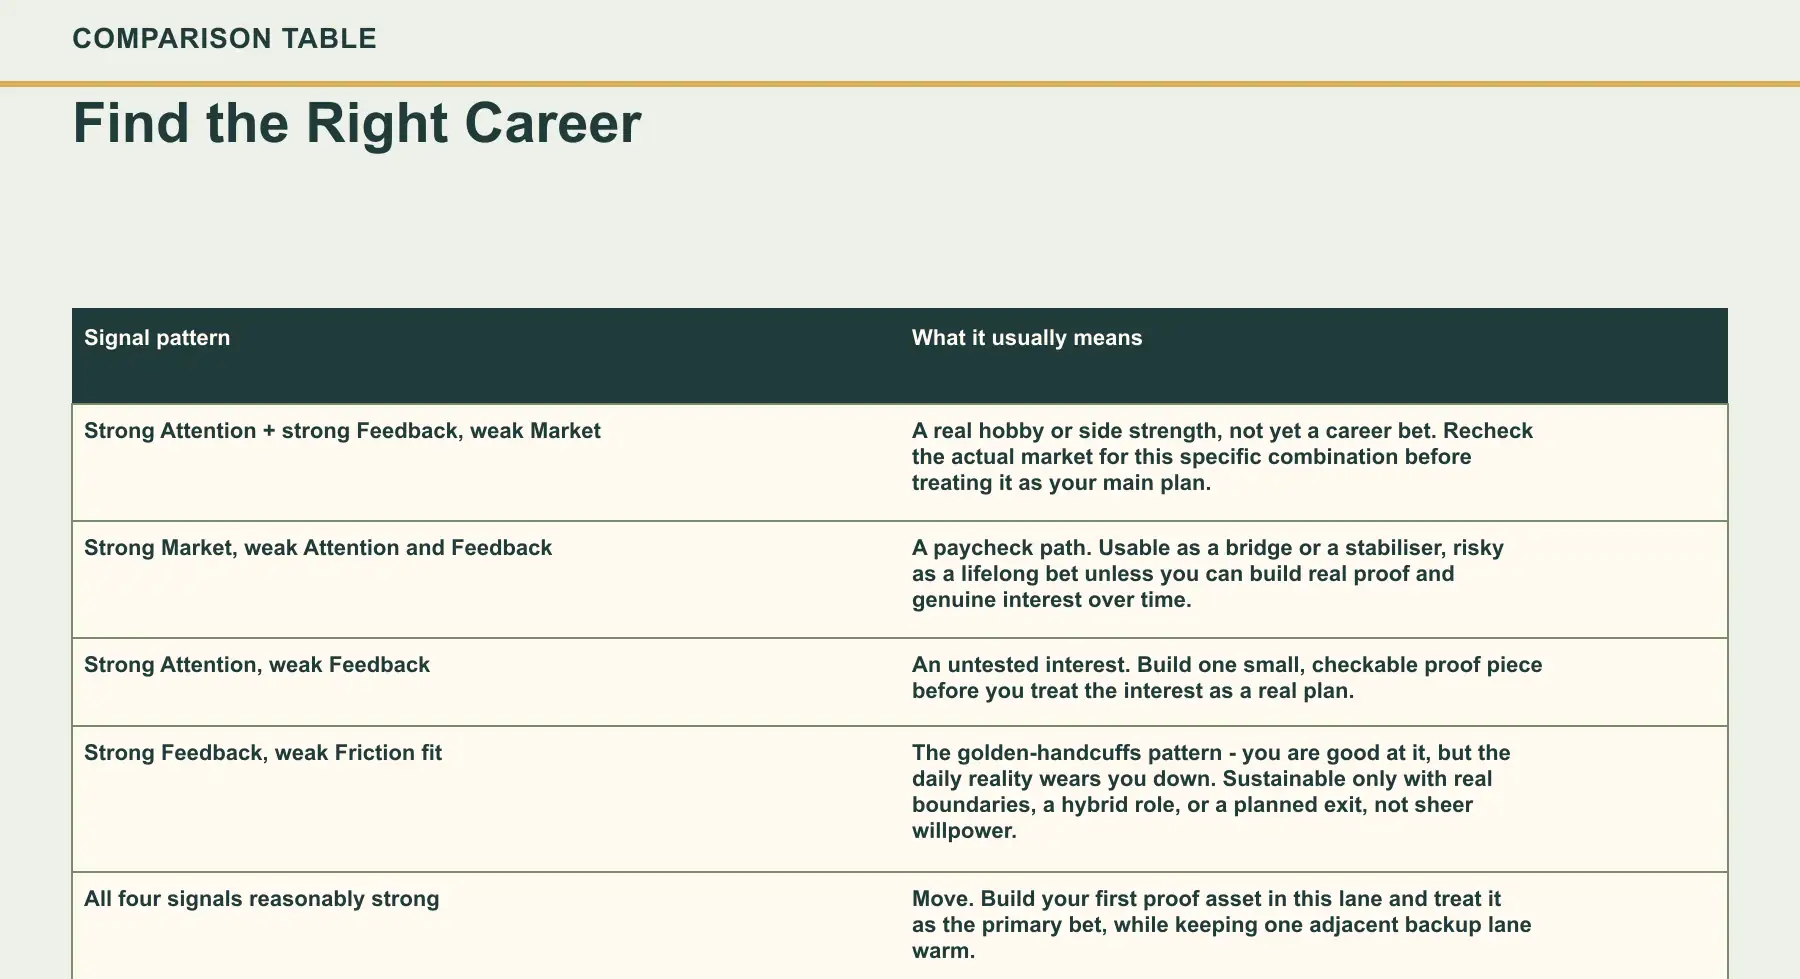 COMPARISON TABLE
Find the Right Career
Signal pattern
What it usually means
Strong Attention + strong Feedback, weak Market
A real hobby or side strength, not yet a career bet. Recheck
the actual market for this specific combination before
treating it as your main plan.
Strong Market, weak Attention and Feedback
A paycheck path. Usable as a bridge or a stabiliser, risky
as a lifelong bet unless you can build real proof and
genuine interest over time.
Strong Attention, weak Feedback
An untested interest. Build one small, checkable proof piece
before you treat the interest as a real plan.
Strong Feedback, weak Friction fit
The golden-handcuffs pattern - you are good at it, but the
daily reality wears you down. Sustainable only with real
boundaries, a hybrid role, or a planned exit, not sheer
willpower.
All four signals reasonably strong
Move. Build your first proof asset in this lane and treat it
as the primary bet, while keeping one adjacent backup lane
warm.